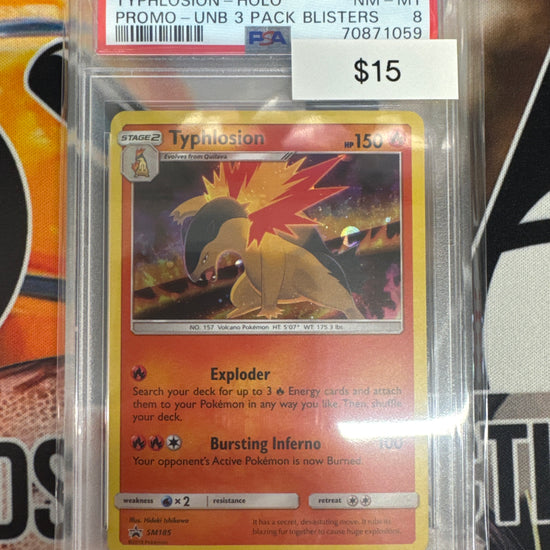 TYPHLOSION-HOLO NM-MT
PROMO-UNB 3 PACK BLISTERS 8
PSA 70871059
$15
STAGE2 Typhlosion HP150
Evolves from Quilava
NO. 157 Volcano Pokémon HT: 5'07" WT: 175.3 lbs.
Exploder
Search your deck for up to 3 Energy cards and attach
them to your Pokémon in any way you like. Then, shuffle
your deck.
Bursting Inferno 100
Your opponent's Active Pokémon is now Burned.
weakness ×2 resistance retreat
Illus. Hideki Ishikawa
SM185
©2019 Pokémon
It has a secret, devastating move. It rubs its
blazing fur together to cause huge explosions.